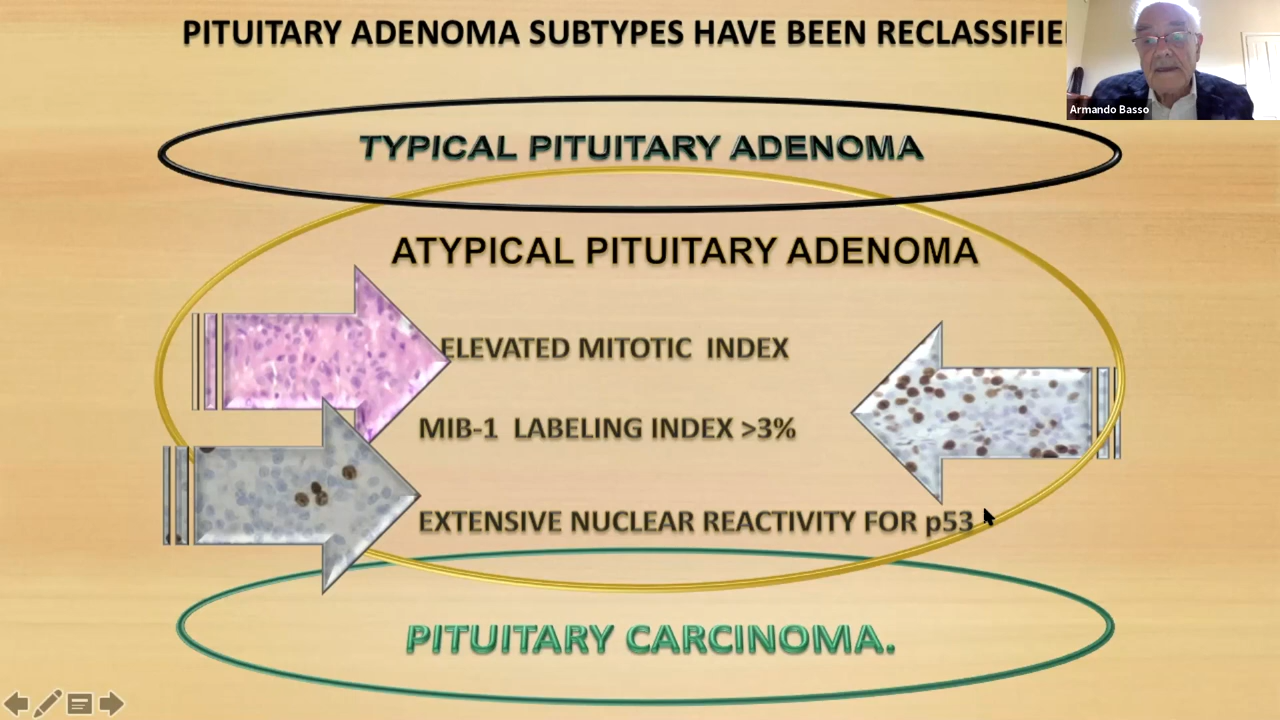 PITUITARY ADENOMA SUBTYPES HAVE BEEN RECLASSIFIE
Armando Basso
TYPICAL PITUITARY ADENOMA
ATYPICAL PITUITARY ADENOMA
ELEVATED MITOTIC INDEX
MIB-1 LABELING INDEX >3%
EXTENSIVE NUCLEAR REACTIVITY FOR p53
PITUITARY CARCINOMA.